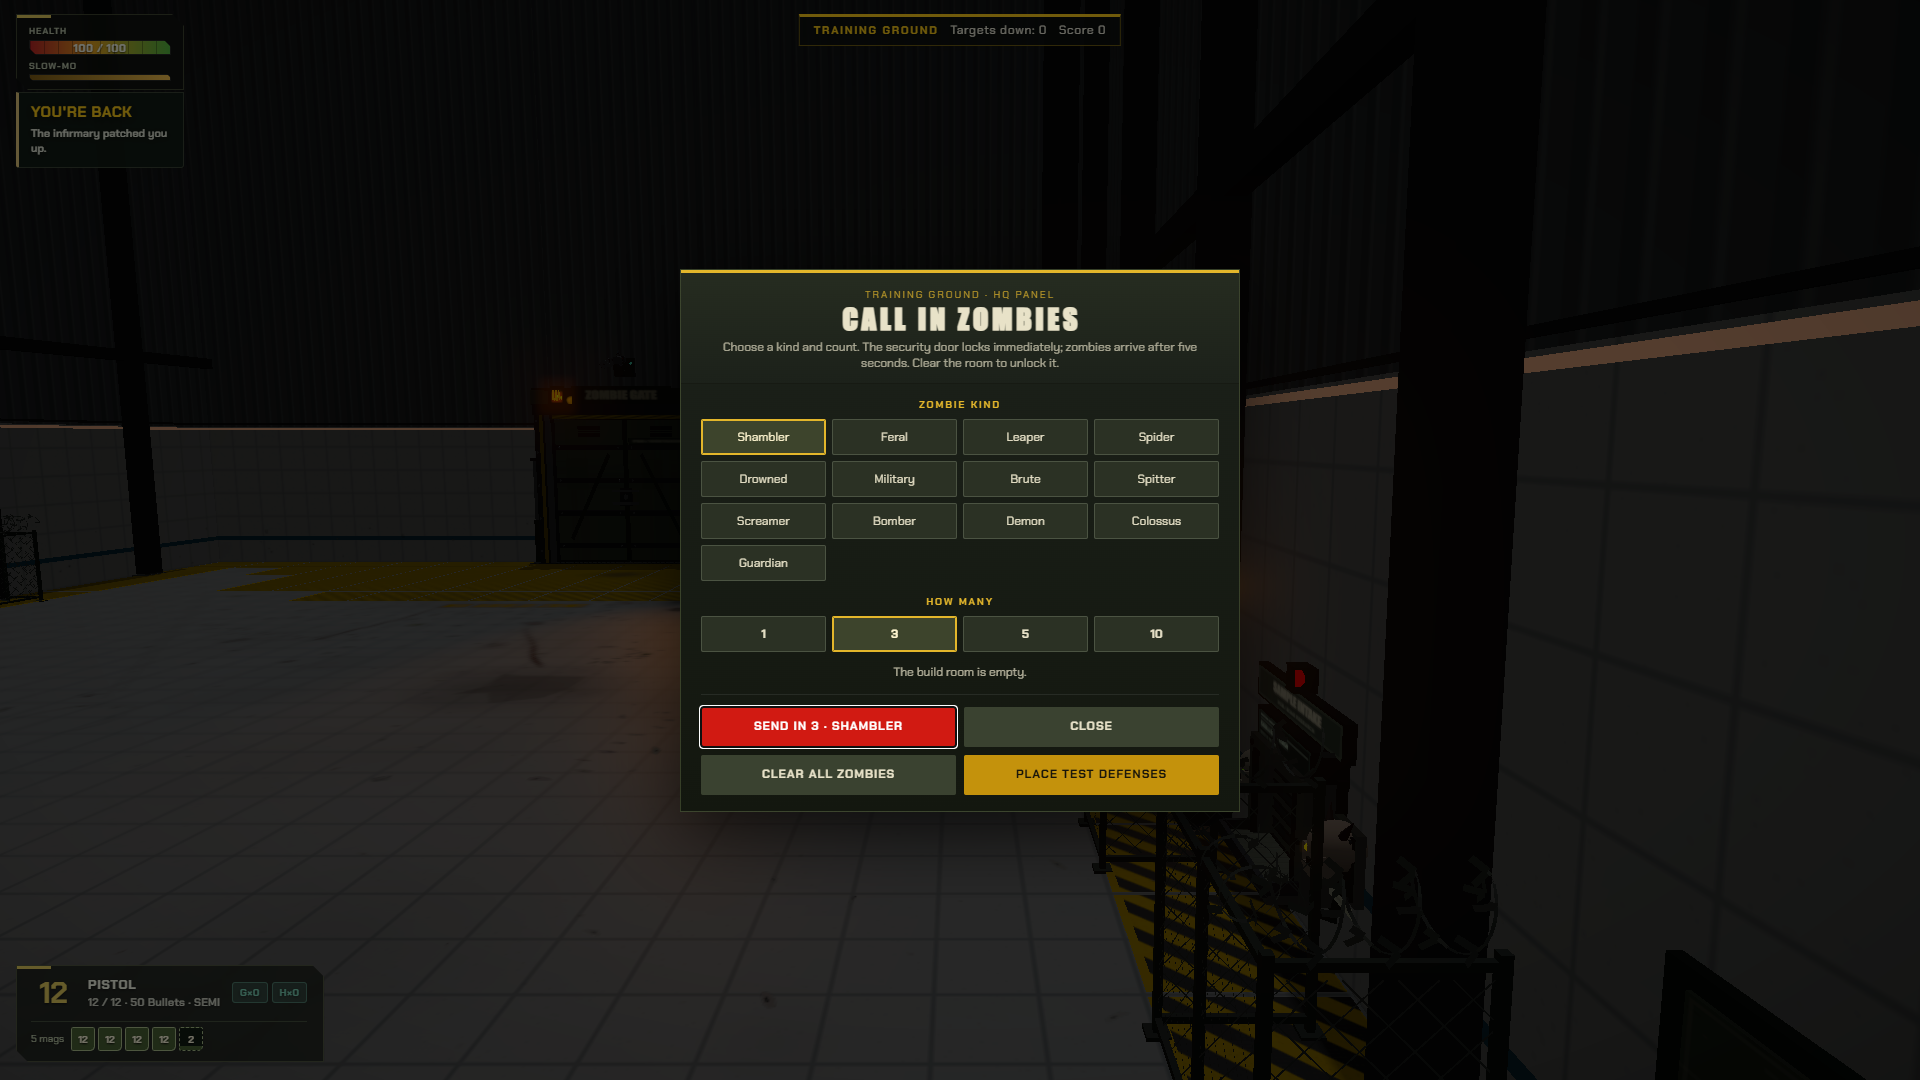 HEALTH
100 / 100
SLOW-MO
YOU'RE BACK
The infirmary patched you
up.
TRAINING GROUND Targets down: 0 Score 0
ZOMBIE GATE
TRAINING GROUND · HQ PANEL
CALL IN ZOMBIES
Choose a kind and count. The security door locks immediately; zombies arrive after five
seconds. Clear the room to unlock it.
ZOMBIE KIND
Shambler Feral Leaper Spider
Drowned Military Brute Spitter
Screamer Bomber Demon Colossus
Guardian
HOW MANY
1 3 5 10
The build room is empty.
SEND IN 3 · SHAMBLER CLOSE
CLEAR ALL ZOMBIES PLACE TEST DEFENSES
12 PISTOL
12 / 12 · 50 Bullets · SEMI G×0 H×0
5 mags 12 12 12 12 2